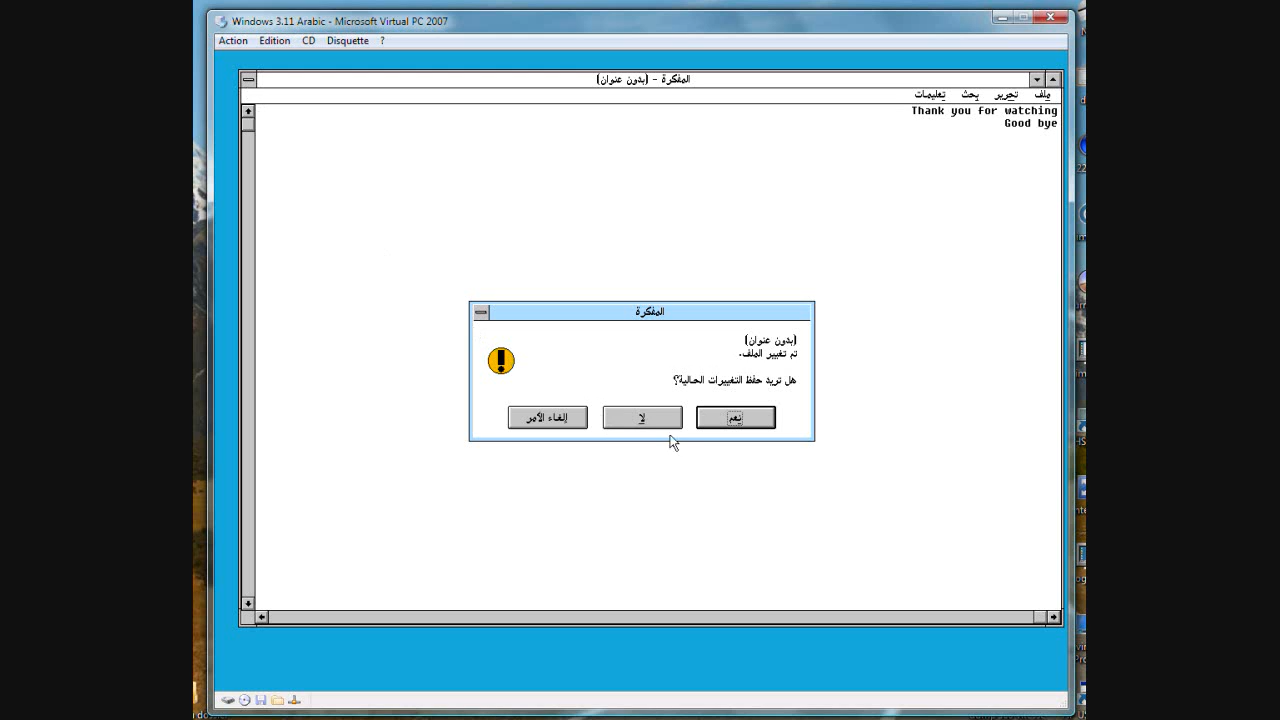 Windows 3.11 Arabic - Microsoft Virtual PC 2007
Action Edition CD Disquette ?
المفكرة - (بدون عنوان)
ملف تحرير بحث تعليمات
Thank you for watching
Good bye
المفكرة
(بدون عنوان)
تم تغيير الملف.
هل تريد حفظ التغييرات الحالية؟
نعم لا إلغاء الأمر